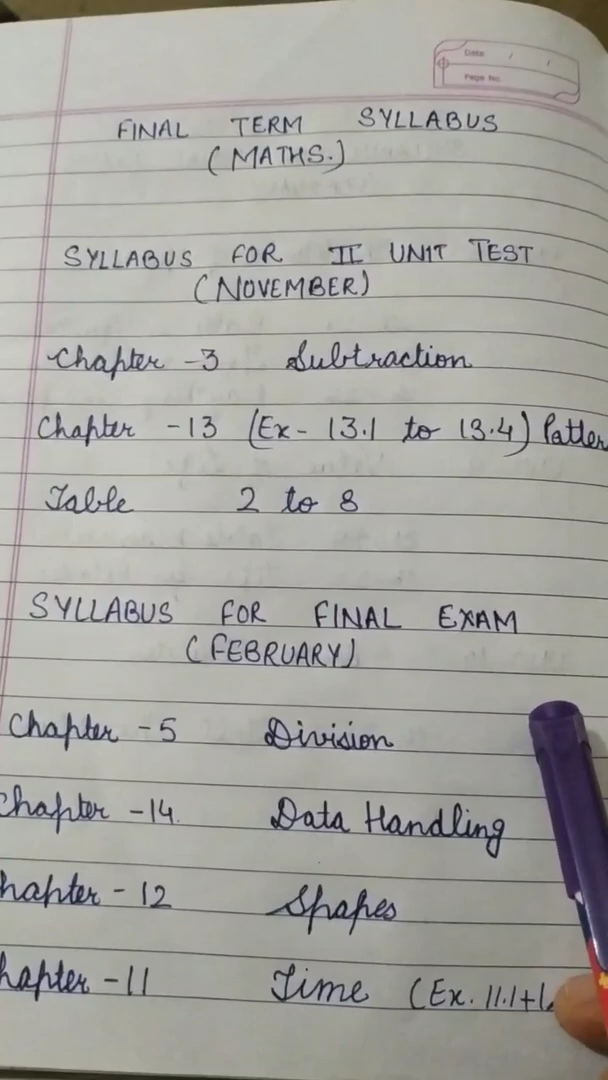 Date / /
Page No.
FINAL TERM SYLLABUS
(MATHS.)
SYLLABUS FOR II UNIT TEST
(NOVEMBER)
Chapter -3 Subtraction
Chapter -13 (Ex- 13.1 to 13.4) Patter
Table 2 to 8
SYLLABUS FOR FINAL EXAM
(FEBRUARY)
Chapter -5 Division
Chapter -14 Data Handling
hapter -12 Spapes
hapter -11 Time (Ex. 11.1+